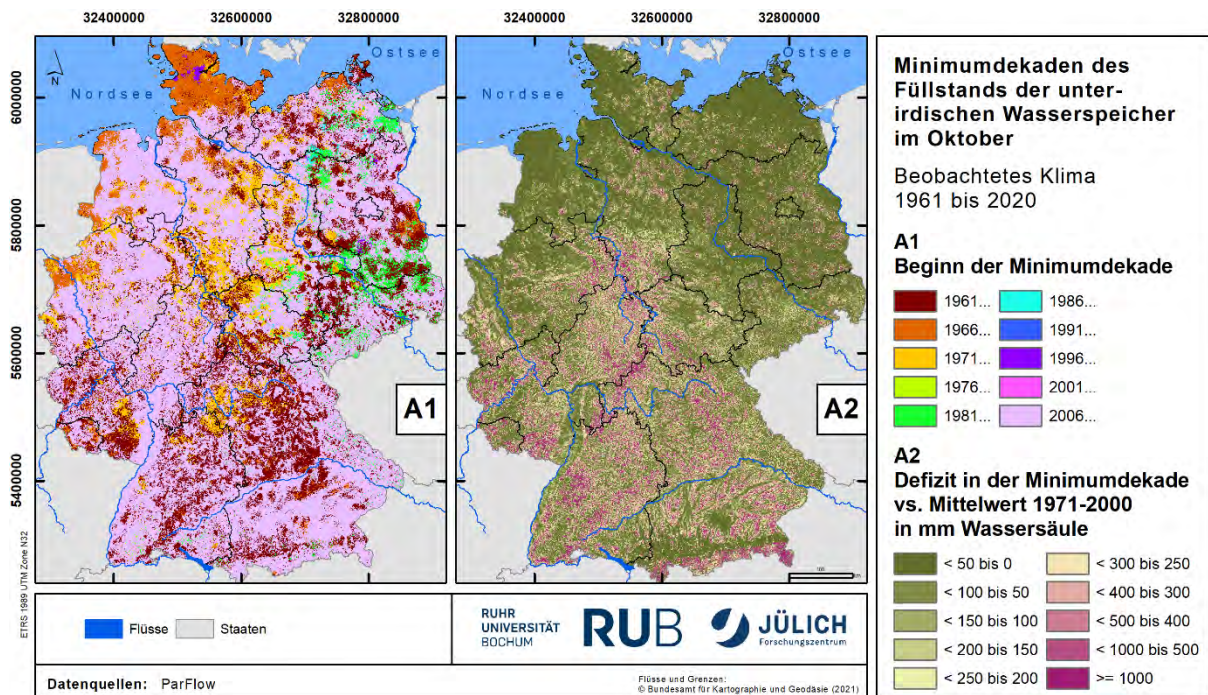 32400000 32600000 32800000
32400000 32600000 32800000
6000000
5800000
5600000
5400000
ETRS 1989 UTM Zone N32
N
Nordsee
Ostsee
A1
Nordsee
Ostsee
A2
100
Minimumdekaden des
Füllstands der unter-
irdischen Wasserspeicher
im Oktober
Beobachtetes Klima
1961 bis 2020
A1
Beginn der Minimumdekade
1961... 1986...
1966... 1991...
1971... 1996...
1976... 2001...
1981... 2006...
A2
Defizit in der Minimumdekade
vs. Mittelwert 1971-2000
in mm Wassersäule
< 50 bis 0 < 300 bis 250
< 100 bis 50 < 400 bis 300
< 150 bis 100 < 500 bis 400
< 200 bis 150 < 1000 bis 500
< 250 bis 200 >= 1000
Flüsse Staaten
RUHR
UNIVERSITÄT
BOCHUM
RUB
JÜLICH
Forschungszentrum
Datenquellen: ParFlow
Flüsse und Grenzen:
© Bundesamt für Kartographie und Geodäsie (2021)